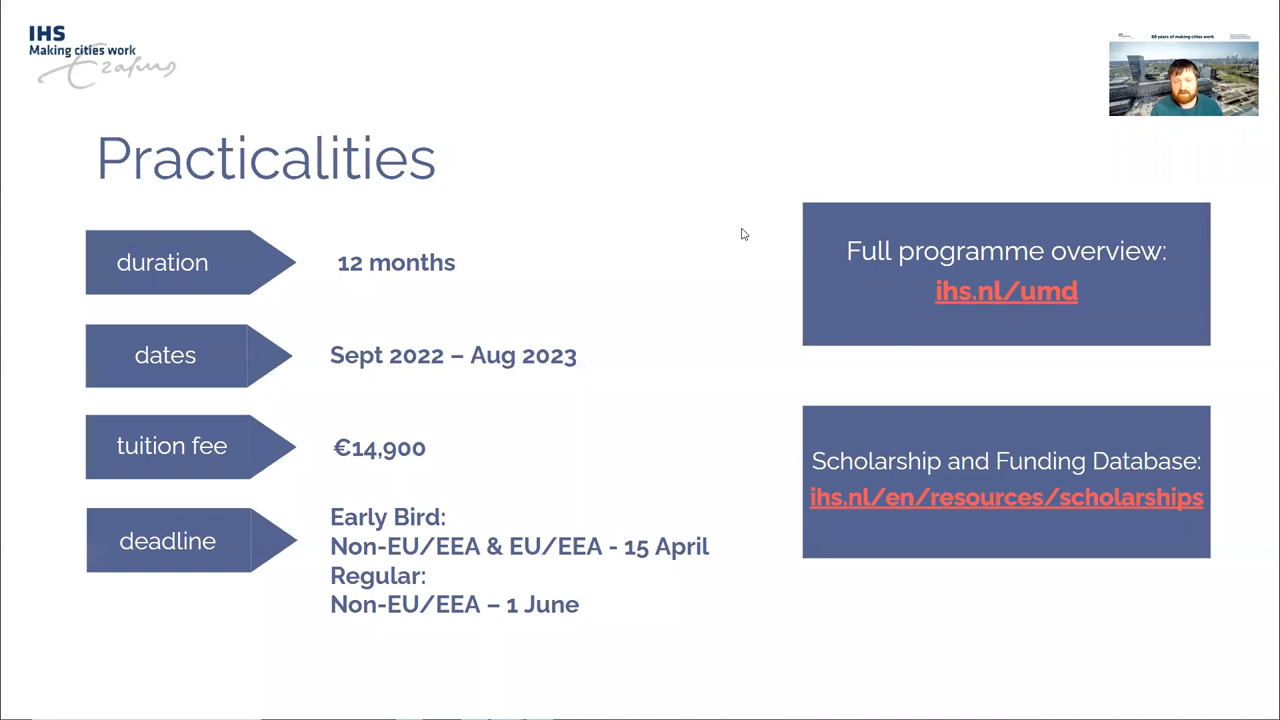 IHS
Making cities work
Erasmus
60 years of making cities work
Practicalities
duration
12 months
dates
Sept 2022 – Aug 2023
tuition fee
€14,900
deadline
Early Bird:
Non-EU/EEA & EU/EEA - 15 April
Regular:
Non-EU/EEA – 1 June
Full programme overview:
ihs.nl/umd
Scholarship and Funding Database:
ihs.nl/en/resources/scholarships